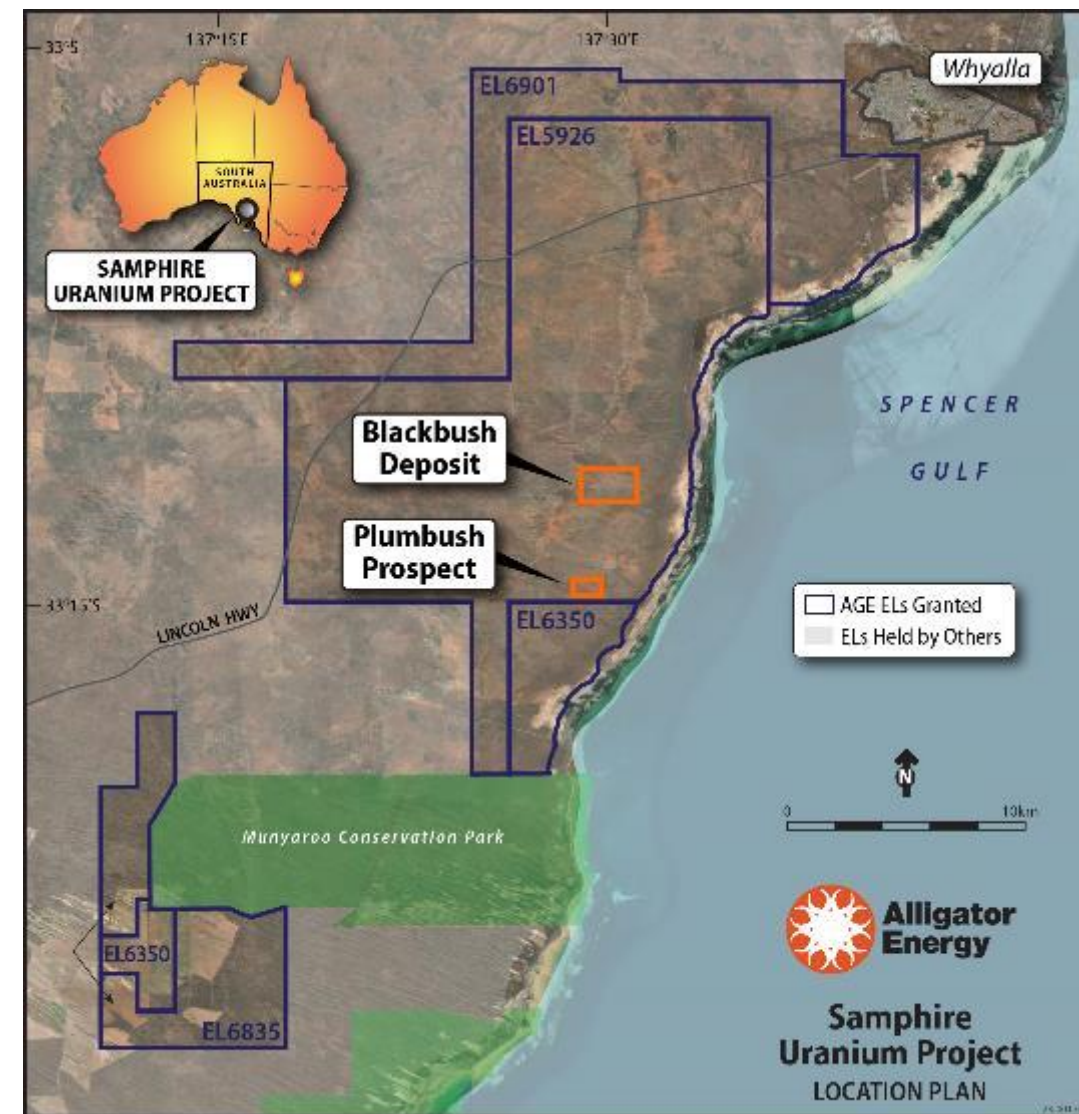 137°15'E
137°30'E
33°S
Whyalla
EL6901
EL5926
SOUTH
AUSTRALIA
SAMPHIRE
URANIUM PROJECT
SPENCER
GULF
Blackbush
Deposit
Plumbush
Prospect
33°15'S
EL6350
LINCOLN HWY
AGE ELs Granted
ELs Held by Others
N
0
10km
Munyaroo Conservation Park
Alligator
Energy
EL6350
EL6835
Samphire
Uranium Project
LOCATION PLAN